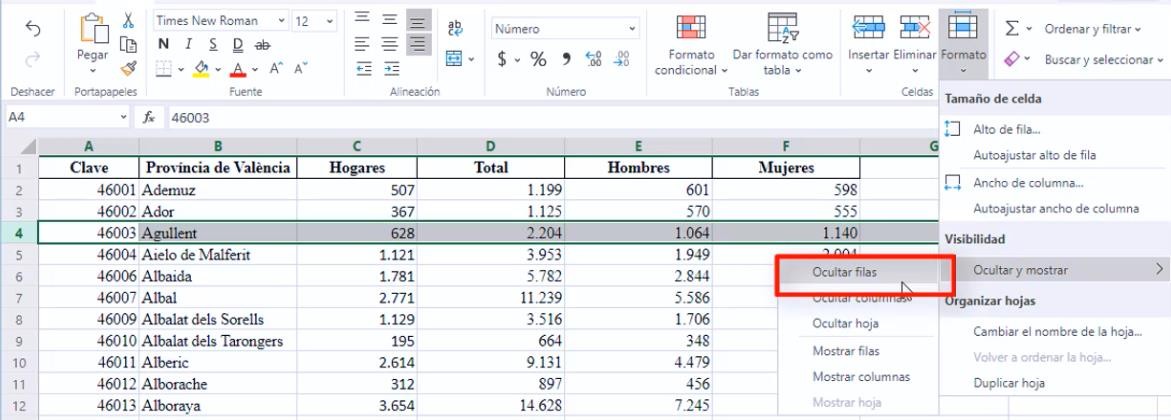 Times New Roman 12
Pegar
N I S D ab
A A A
ab
Número
$ % 9
Formato condicional
Dar formato como tabla
Insertar Eliminar Formato
Σ Ordenar y filtrar
Buscar y seleccionar
Deshacer Portapapeles Fuente Alineación Número Tablas Celdas
A4 fx 46003
A B C D E F G
1 Clave Província de València Hogares Total Hombres Mujeres
2 46001 Ademuz 507 1.199 601 598
3 46002 Ador 367 1.125 570 555
4 46003 Agullent 628 2.204 1.064 1.140
5 46004 Aielo de Malferit 1.121 3.953 1.949 2.004
6 46006 Albaida 1.781 5.782 2.844
7 46007 Albal 2.771 11.239 5.586
8 46009 Albalat dels Sorells 1.129 3.516 1.706
9 46010 Albalat dels Tarongers 195 664 348
10 46011 Alberic 2.614 9.131 4.479
11 46012 Alborache 312 897 456
12 46013 Alboraya 3.654 14.628 7.245
Tamaño de celda
Alto de fila...
Autoajustar alto de fila
Ancho de columna...
Autoajustar ancho de columna
Visibilidad
Ocultar y mostrar
Organizar hojas
Cambiar el nombre de la hoja...
Volver a ordenar la hoja...
Duplicar hoja
Ocultar filas
Ocultar columnas
Ocultar hoja
Mostrar filas
Mostrar columnas
Mostrar hoja